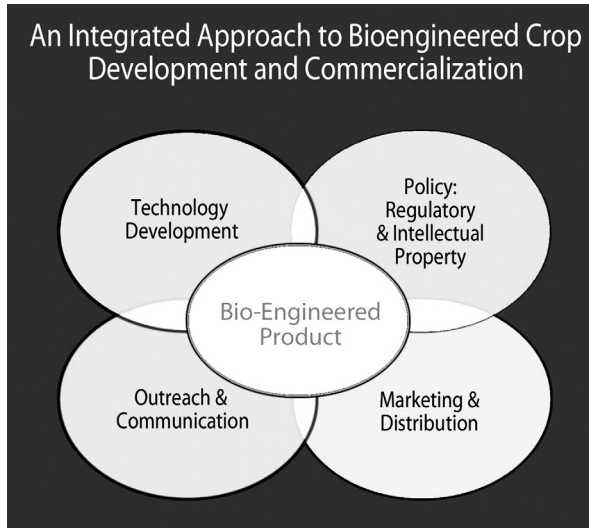 An Integrated Approach to Bioengineered Crop
Development and Commercialization
Technology
Development
Policy:
Regulatory
& Intellectual
Property
Bio-Engineered
Product
Outreach &
Communication
Marketing &
Distribution